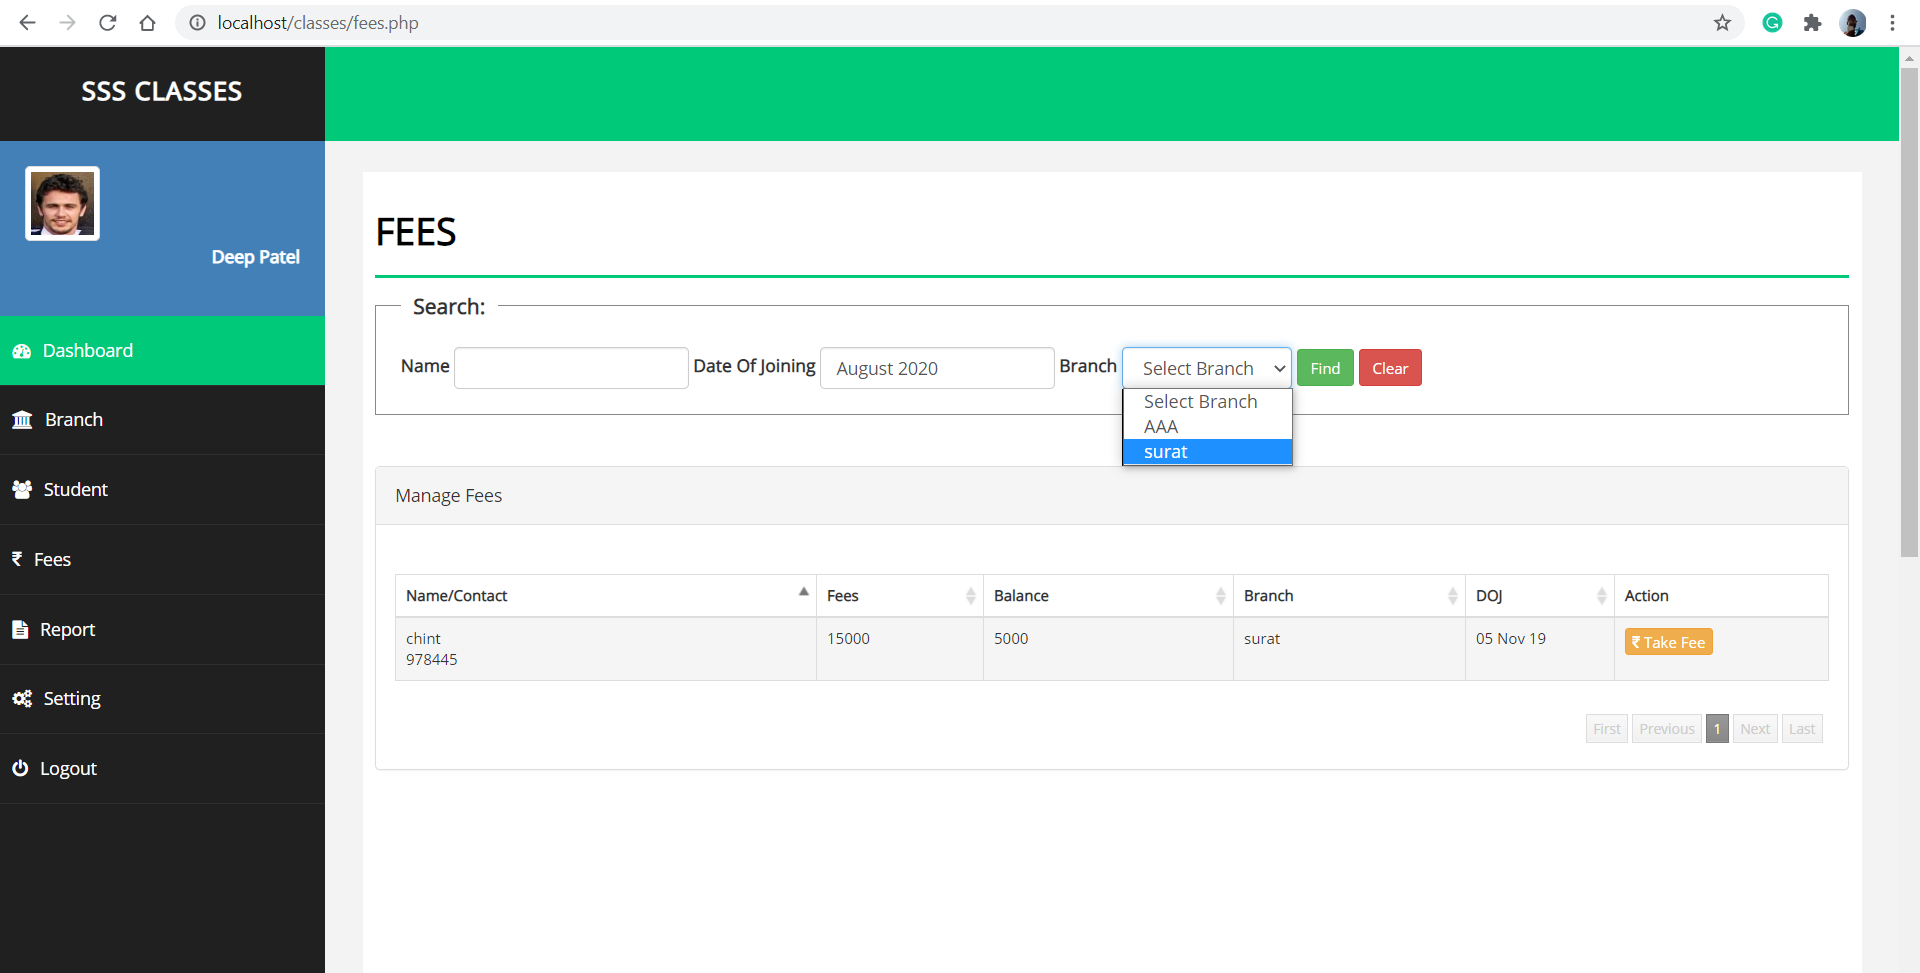 localhost/classes/fees.php
SSS CLASSES
Deep Patel
Dashboard
Branch
Student
₹ Fees
Report
Setting
Logout
FEES
Search:
Name Date Of Joining August 2020 Branch Select Branch Find Clear
Select Branch
AAA
surat
Manage Fees
Name/Contact Fees Balance Branch DOJ Action
chint 15000 5000 surat 05 Nov 19 ₹ Take Fee
978445
First Previous 1 Next Last